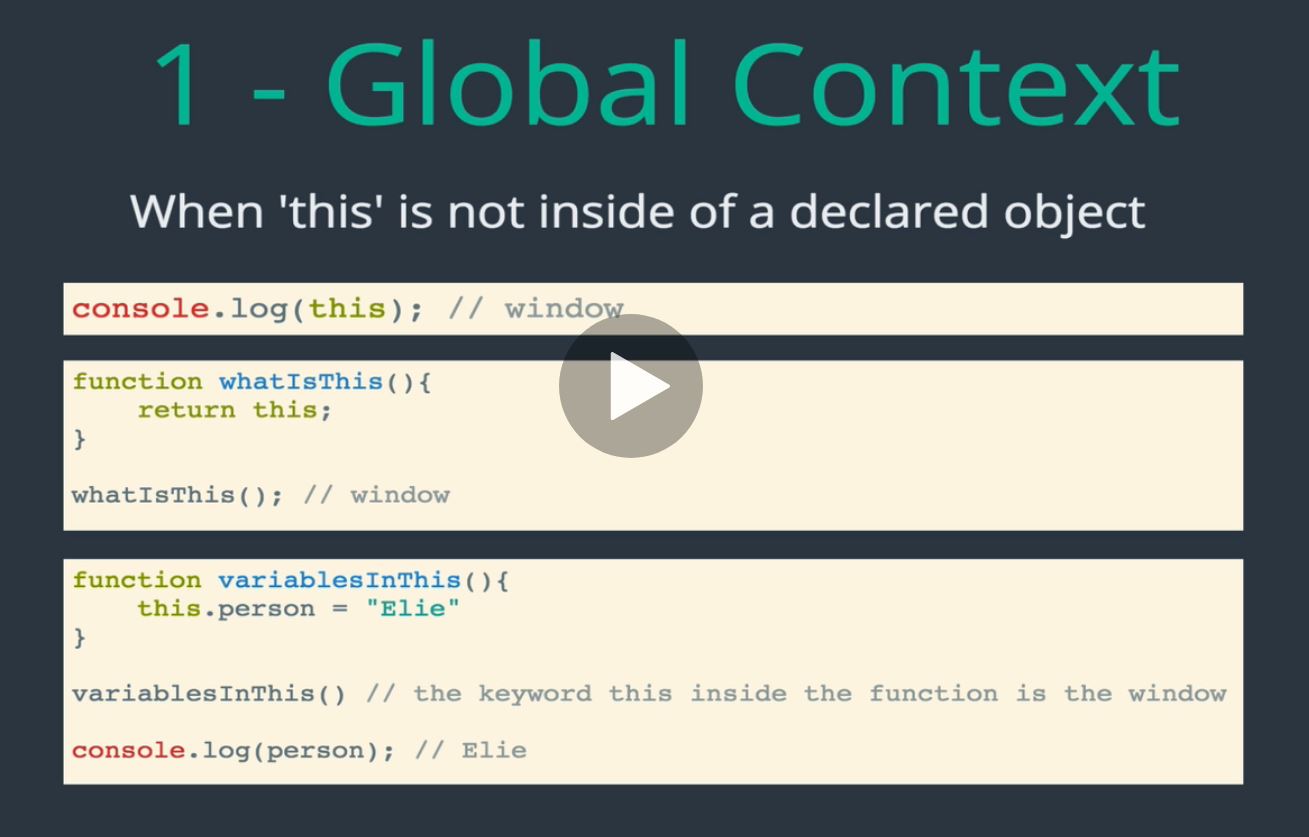 1 - Global Context
When 'this' is not inside of a declared object
console.log(this); // window
function whatIsThis(){
    return this;
}
whatIsThis(); // window
function variablesInThis(){
    this.person = "Elie"
}
variablesInThis() // the keyword this inside the function is the window
console.log(person); // Elie